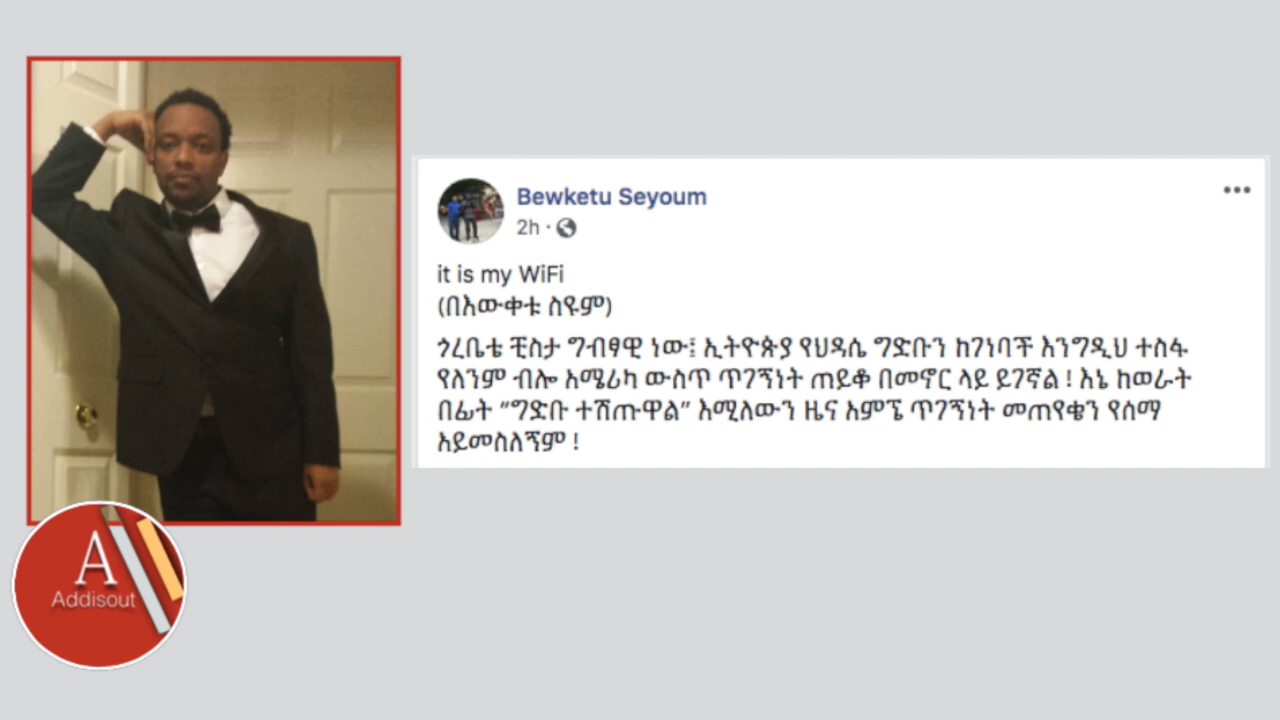 Bewketu Seyoum
2h
it is my WiFi
(በእውቀቱ ስዩም)
ጎረቤቴ ቺስታ ግብፃዊ ነው፤ ኢትዮጵያ የህዳሴ ግድቡን ከገነባች እንግዲህ ተስፋ
የለንም ብሎ አሜሪካ ውስጥ ጥገኝነት ጠይቆ በመኖር ላይ ይገኛል ! እኔ ከወራት
በፊት “ግድቡ ተሽጡዋል” እሚለውን ዜና አምኜ ጥገኝነት መጠየቄን የሰማ
አይመስለኝም !
A
Addisout